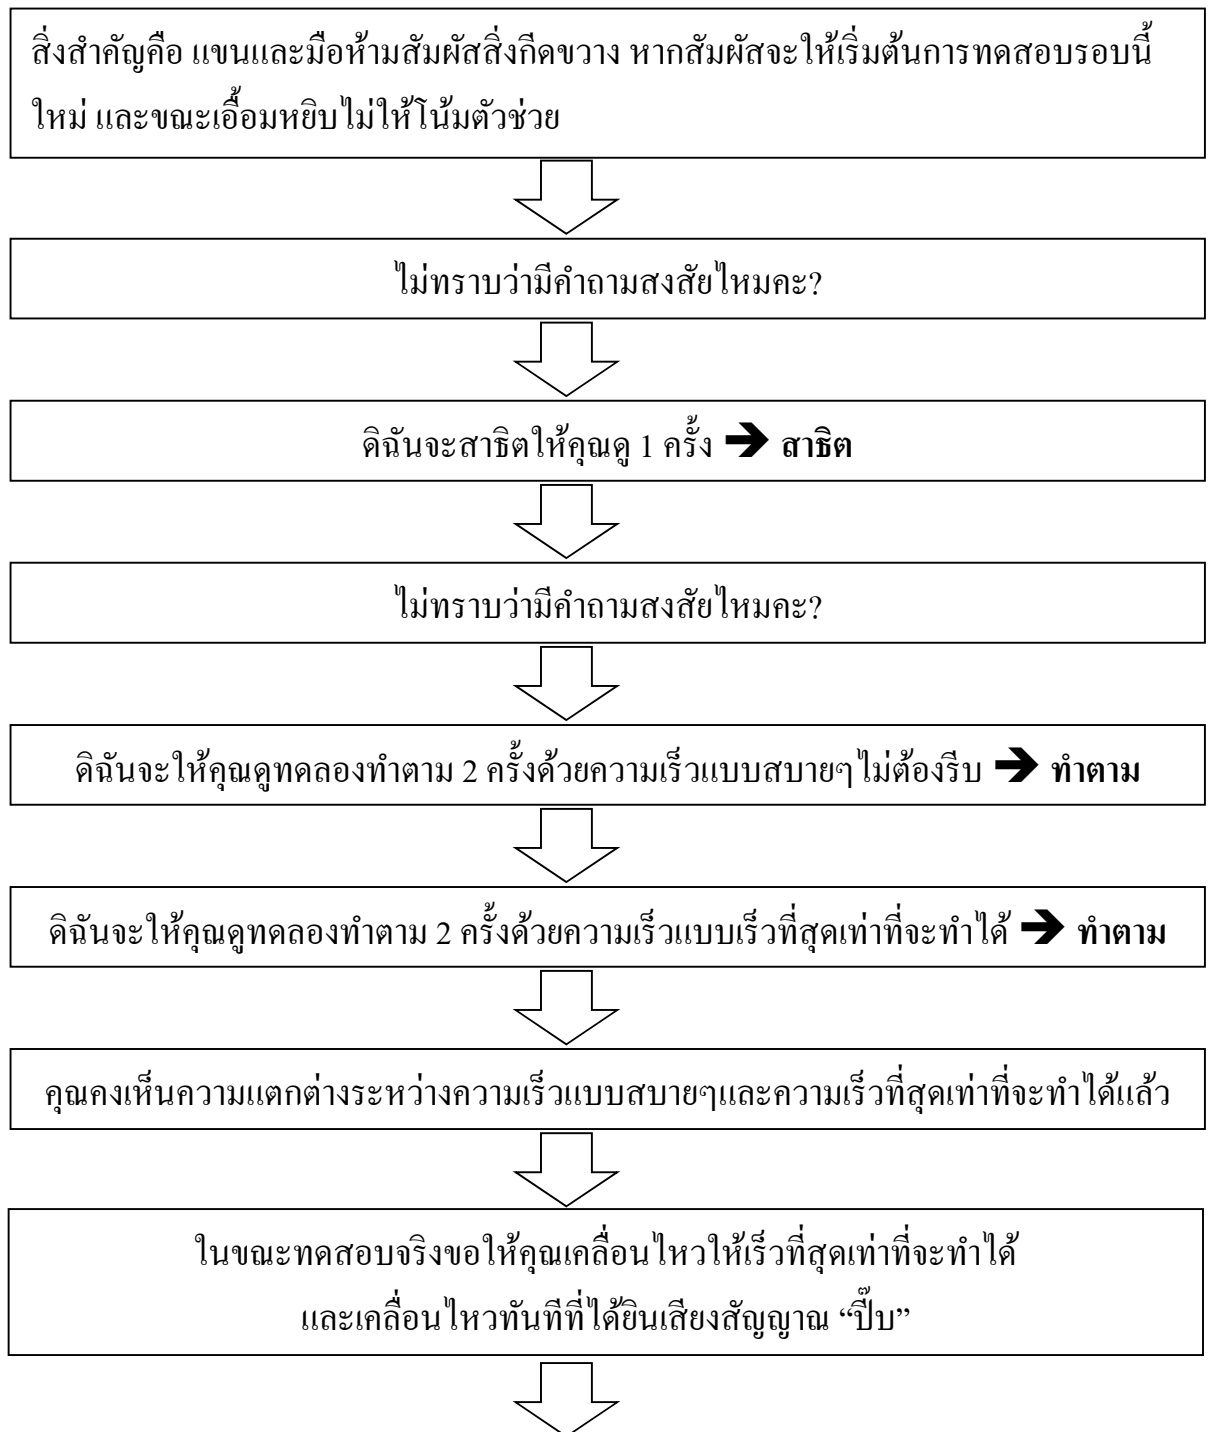 สิ่งสำคัญคือ แขนและมือห้ามสัมผัสสิ่งกีดขวาง หากสัมผัสจะให้เริ่มต้นการทดสอบรอบนี้
ใหม่ และขณะเอื้อมหยิบไม่ให้โน้มตัวช่วย
ไม่ทราบว่ามีคำถามสงสัยไหมคะ?
ดิฉันจะสาธิตให้คุณดู 1 ครั้ง ➔ สาธิต
ไม่ทราบว่ามีคำถามสงสัยไหมคะ?
ดิฉันจะให้คุณดูทดลองทำตาม 2 ครั้งด้วยความเร็วแบบสบายๆ ไม่ต้องรีบ ➔ ทำตาม
ดิฉันจะให้คุณดูทดลองทำตาม 2 ครั้งด้วยความเร็วแบบเร็วที่สุดเท่าที่จะทำได้ ➔ ทำตาม
คุณคงเห็นความแตกต่างระหว่างความเร็วแบบสบายๆและความเร็วที่สุดเท่าที่จะทำได้แล้ว
ในขณะทดสอบจริงขอให้คุณเคลื่อนไหวให้เร็วที่สุดเท่าที่จะทำได้
และเคลื่อนไหวทันทีที่ได้ยินเสียงสัญญาณ “ปี๊บ”